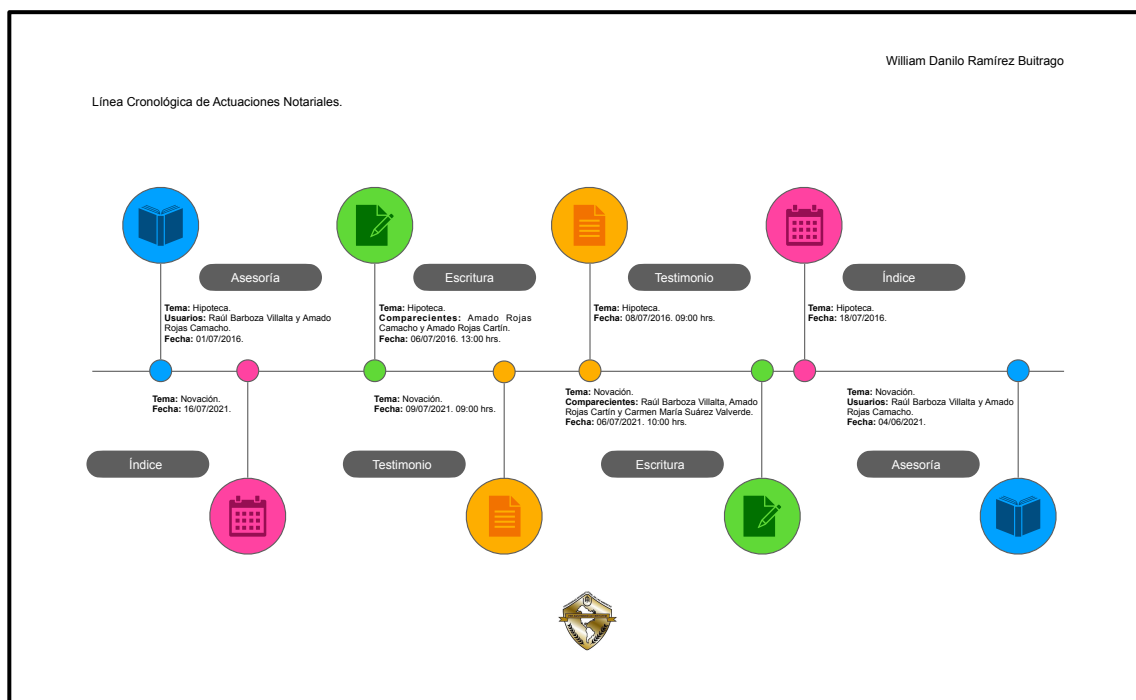 William Danilo Ramírez Buitrago
Línea Cronológica de Actuaciones Notariales.
Asesoría
Tema: Hipoteca.
Usuarios: Raúl Barboza Villalta y Amado
Rojas Camacho.
Fecha: 01/07/2016.
Escritura
Tema: Hipoteca.
Comparecientes: Amado Rojas
Camacho y Amado Rojas Cartín.
Fecha: 06/07/2016. 13:00 hrs.
Testimonio
Tema: Hipoteca.
Fecha: 08/07/2016. 09:00 hrs.
Índice
Tema: Hipoteca.
Fecha: 18/07/2016.
Tema: Novación.
Fecha: 16/07/2021.
Índice
Tema: Novación.
Fecha: 09/07/2021. 09:00 hrs.
Testimonio
Tema: Novación.
Comparecientes: Raúl Barboza Villalta, Amado
Rojas Cartín y Carmen María Suárez Valverde.
Fecha: 06/07/2021. 10:00 hrs.
Escritura
Tema: Novación.
Usuarios: Raúl Barboza Villalta y Amado
Rojas Camacho.
Fecha: 04/06/2021.
Asesoría